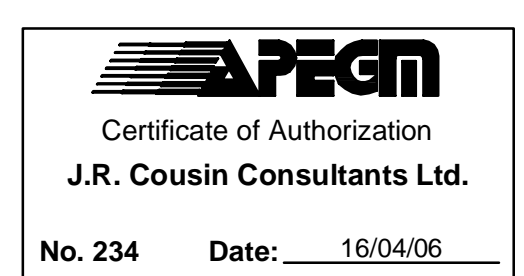 APEGM
Certificate of Authorization
J.R. Cousin Consultants Ltd.
No. 234 Date: 16/04/06